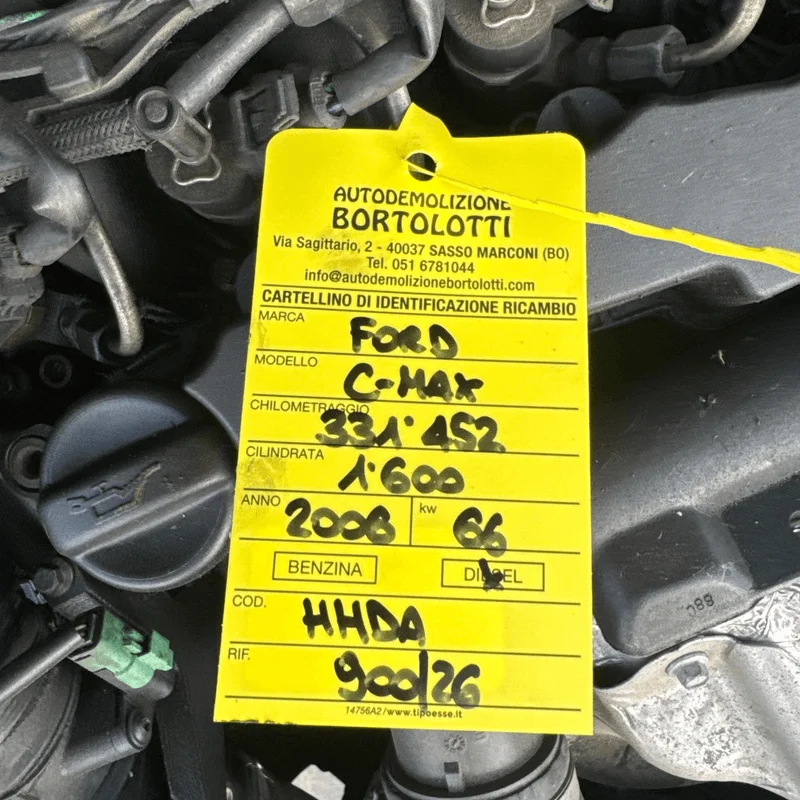 AUTODEMOLIZIONE
BORTOLOTTI
Via Sagittario, 2 - 40037 SASSO MARCONI (BO)
Tel. 051 6781044
info@autodemolizionebortolotti.com
CARTELLINO DI IDENTIFICAZIONE RICAMBIO
MARCA FORD
MODELLO C-MAX
CHILOMETRAGGIO 331·452
CILINDRATA 1·600
ANNO 2006 kw 66
BENZINA DIESEL
COD. HHDA
RIF. 900/26
14756A2/www.tipoesse.it